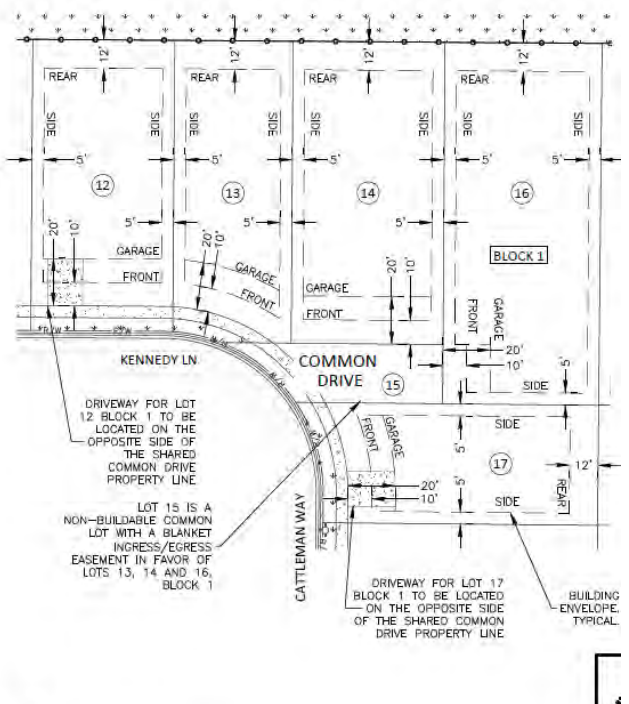 12'
12'
12'
12'
REAR
REAR
REAR
REAR
SIDE
SIDE
SIDE
SIDE
SIDE
SIDE
SIDE
SIDE
5'
5'
5'
5'
5'
12
13
14
16
5'
5'
5'
20'
10'
GARAGE
FRONT
20'
10'
GARAGE
FRONT
20'
10'
GARAGE
FRONT
BLOCK 1
FRONT
GARAGE
20'
10'
5'
SIDE
KENNEDY LN
COMMON
DRIVE
15
DRIVEWAY FOR LOT
12 BLOCK 1 TO BE
LOCATED ON THE
OPPOSITE SIDE OF
THE SHARED
COMMON DRIVE
PROPERTY LINE
LOT 15 IS A
NON-BUILDABLE COMMON
LOT WITH A BLANKET
INGRESS/EGRESS
EASEMENT IN FAVOR OF
LOTS 13, 14 AND 16,
BLOCK 1
CATTLEMAN WAY
FRONT
GARAGE
20'
10'
5'
SIDE
17
12'
REAR
5'
SIDE
DRIVEWAY FOR LOT 17
BLOCK 1 TO BE LOCATED
ON THE OPPOSITE SIDE
OF THE SHARED COMMON
DRIVE PROPERTY LINE
BUILDING
ENVELOPE,
TYPICAL.